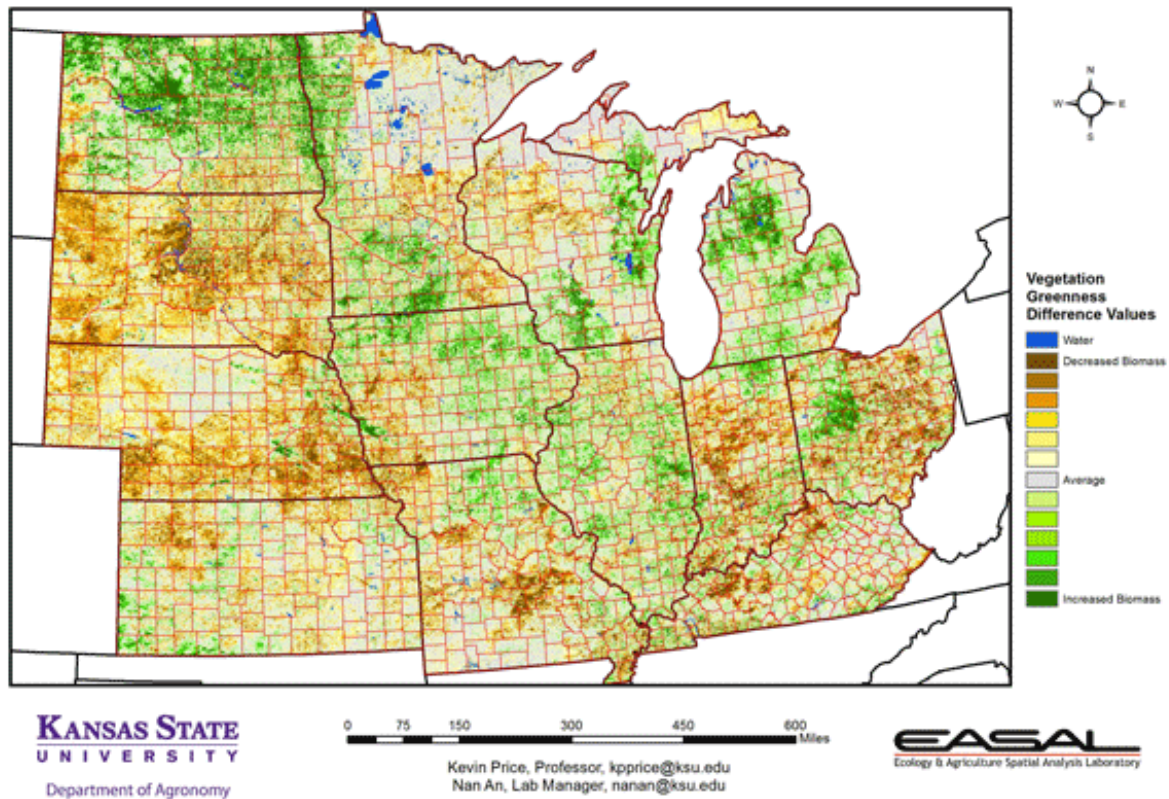 N
W
E
S
Vegetation
Greenness
Difference Values
Water
Decreased Biomass
Average
Increased Biomass
KANSAS STATE
UNIVERSITY
Department of Agronomy
0 75 150 300 450 600
Miles
Kevin Price, Professor, kpprice@ksu.edu
Nan An, Lab Manager, nanan@ksu.edu
EASAL
Ecology & Agriculture Spatial Analysis Laboratory